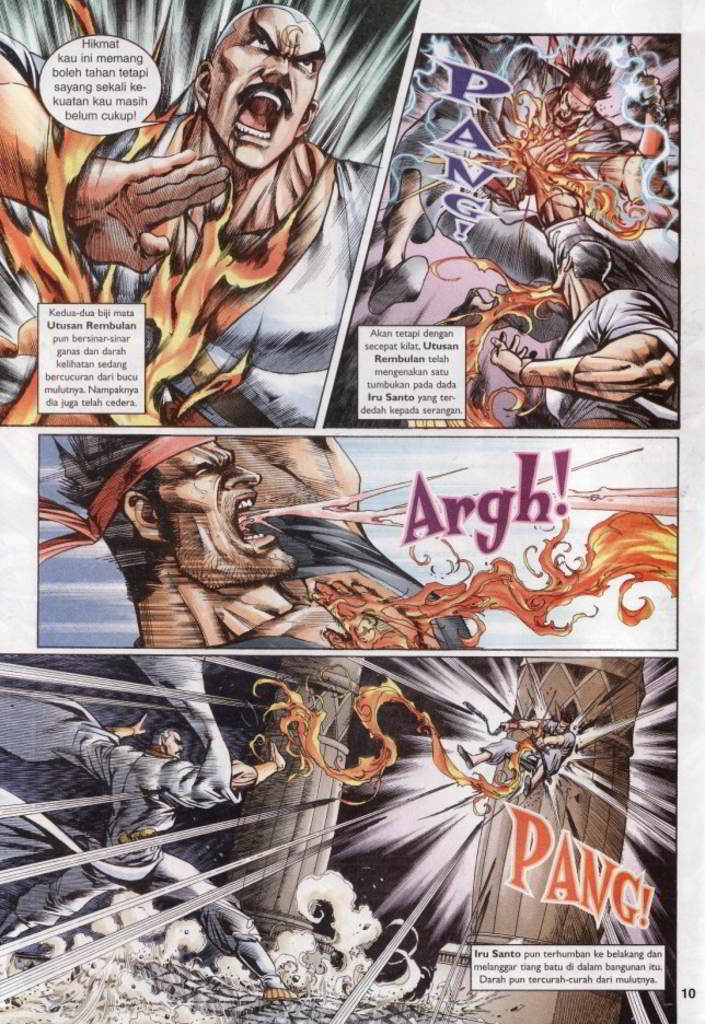 Hikmat
kau ini memang
boleh tahan tetapi
sayang sekali ke-
kuatan kau masih
belum cukup!
Kedua-dua biji mata
Utusan Rembulan
pun bersinar-sinar
ganas dan darah
kelihatan sedang
bercucuran dari bucu
mulutnya. Nampaknya
dia juga telah cedera.
PANG!
Akan tetapi dengan
secepat kilat, Utusan
Rembulan telah
mengenakan satu
tumbukan pada dada
Iru Santo yang ter-
dedah kepada serangan.
Argh!
PANG!
Iru Santo pun terhumban ke belakang dan
melanggar tiang batu di dalam bangunan itu.
Darah pun tercurah-curah dari mulutnya.
10